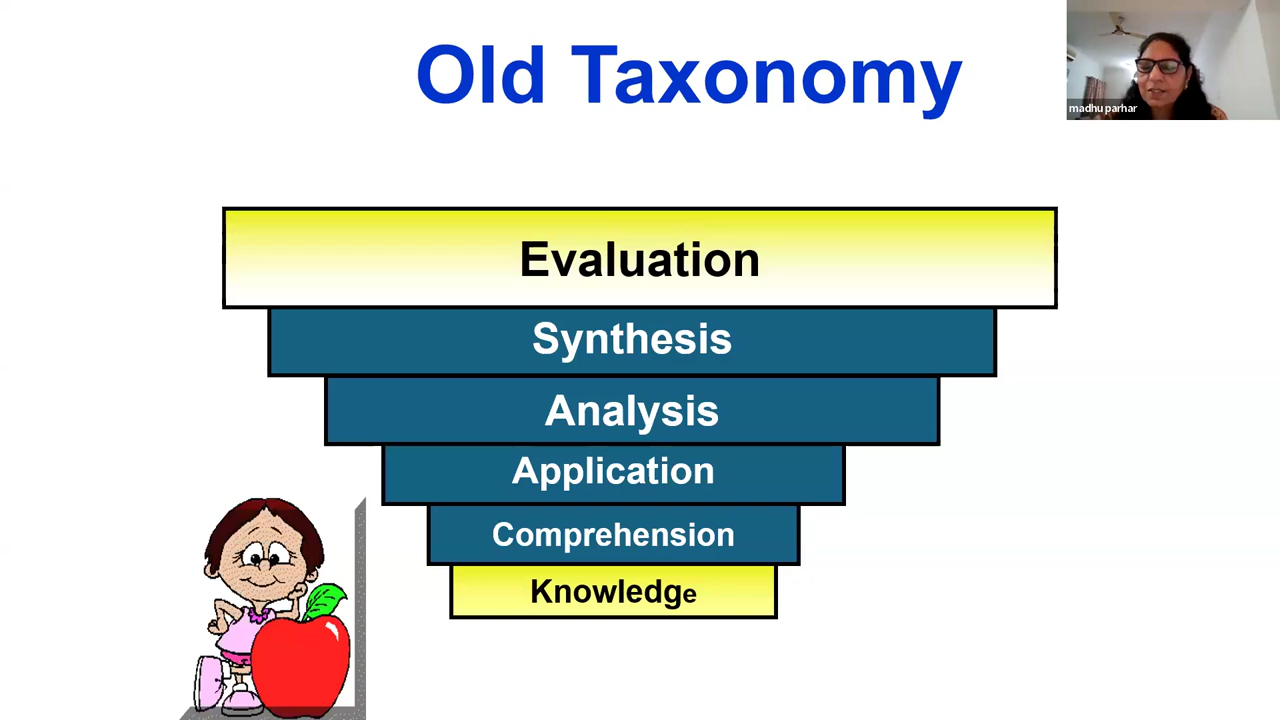 Old Taxonomy
madhu parhar
Evaluation
Synthesis
Analysis
Application
Comprehension
Knowledge